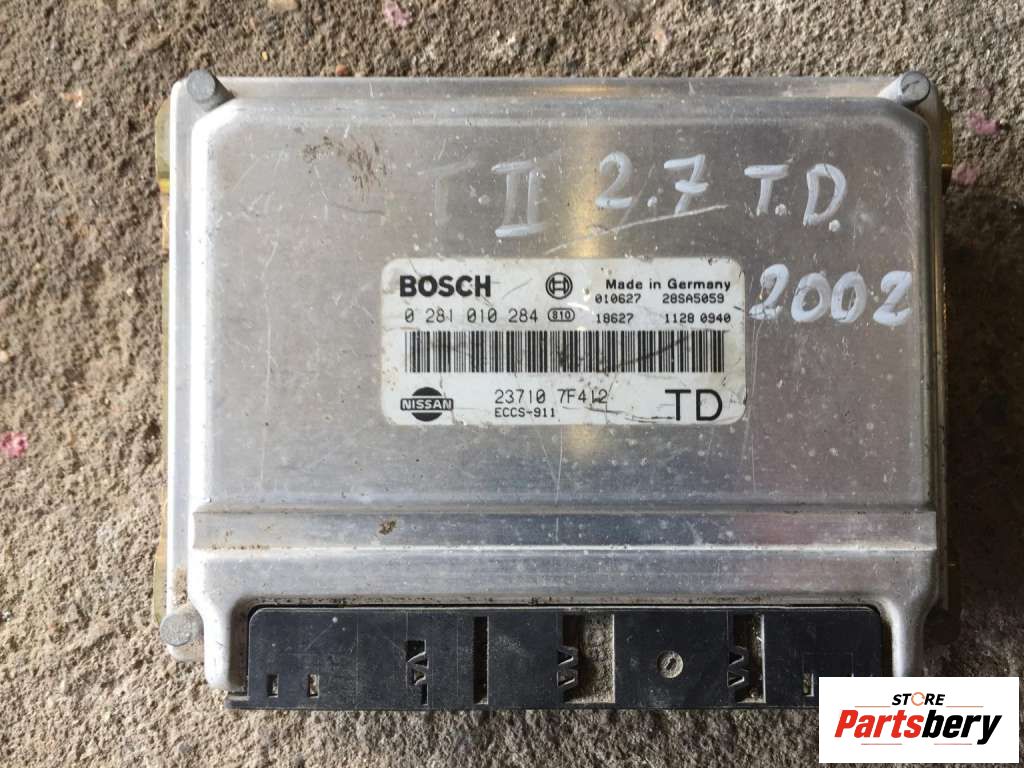 T II 2.7 T.D.
2002
BOSCH Made in Germany
010627 28SA5059
0 281 010 284 810 18627 1128 0940
NISSAN 23710 7F412 TD
ECCS-911
STORE
Partsbery